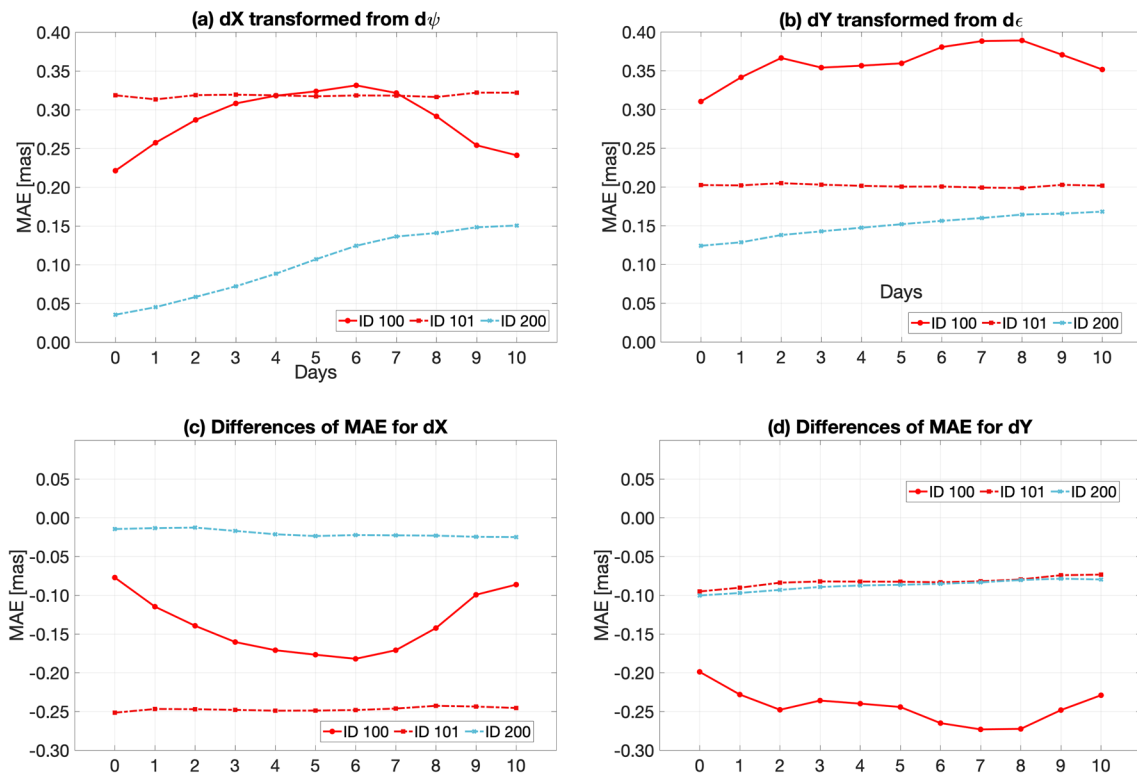 (a) dX transformed from dψ
MAE [mas]
0.40
0.35
0.30
0.25
0.20
0.15
0.10
0.05
0.00
ID 100 ID 101 ID 200
0 1 2 3 4 5 6 7 8 9 10
Days
(b) dY transformed from dϵ
MAE [mas]
0.40
0.35
0.30
0.25
0.20
0.15
0.10
0.05
0.00
Days
ID 100 ID 101 ID 200
0 1 2 3 4 5 6 7 8 9 10
(c) Differences of MAE for dX
MAE [mas]
0.05
0.00
-0.05
-0.10
-0.15
-0.20
-0.25
-0.30
ID 100 ID 101 ID 200
0 1 2 3 4 5 6 7 8 9 10
(d) Differences of MAE for dY
MAE [mas]
0.05
0.00
-0.05
-0.10
-0.15
-0.20
-0.25
-0.30
ID 100 ID 101 ID 200
0 1 2 3 4 5 6 7 8 9 10